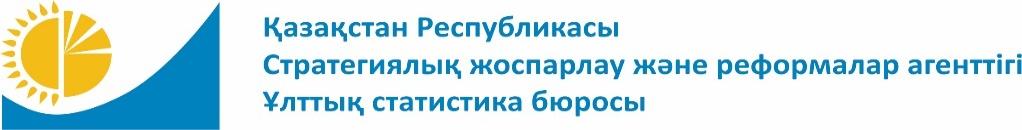 Қазақстан Республикасы
Стратегиялық жоспарлау және реформалар агенттігі
Ұлттық статистика бюросы